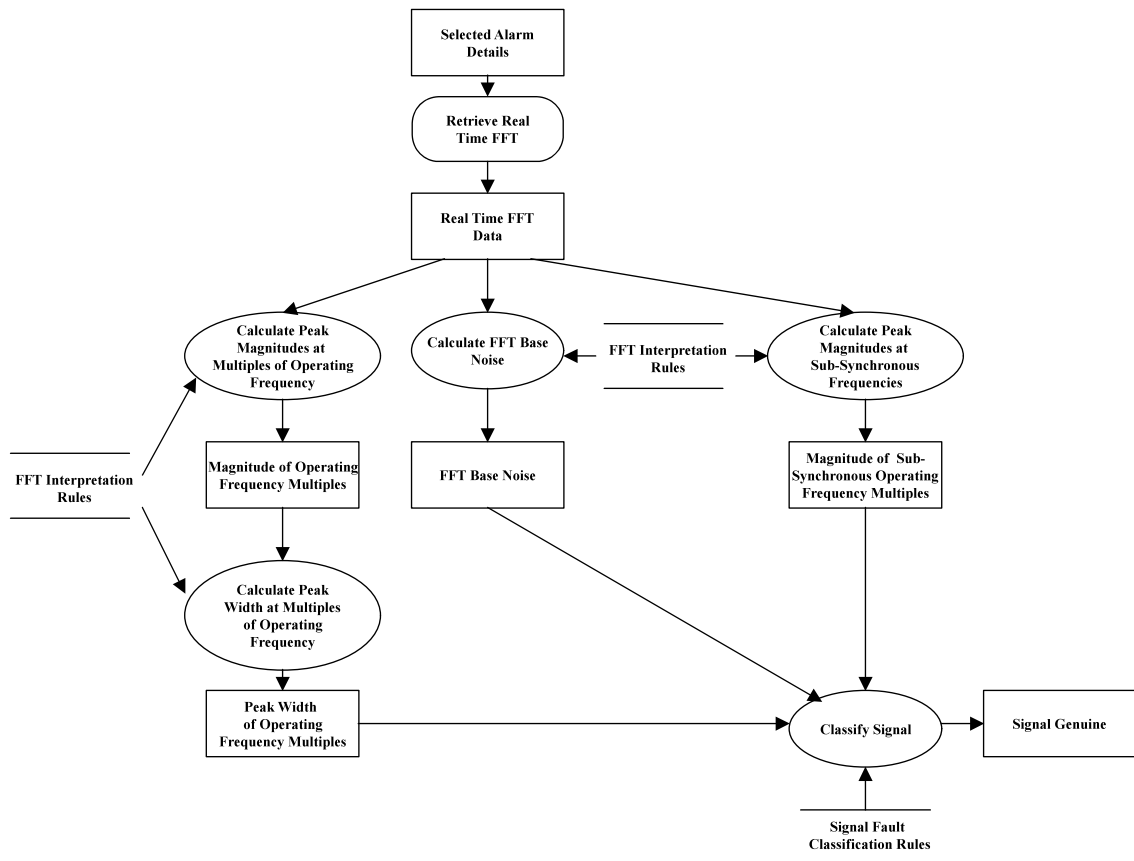 Selected Alarm
Details
Retrieve Real
Time FFT
Real Time FFT
Data
Calculate Peak
Magnitudes at
Multiples of Operating
Frequency
Calculate FFT Base
Noise
FFT Interpretation
Rules
Calculate Peak
Magnitudes at
Sub-Synchronous
Frequencies
FFT Interpretation
Rules
Magnitude of Operating
Frequency Multiples
FFT Base Noise
Magnitude of Sub-
Synchronous Operating
Frequency Multiples
Calculate Peak
Width at Multiples
of Operating
Frequency
Peak Width
of Operating
Frequency Multiples
Classify Signal
Signal Genuine
Signal Fault
Classification Rules